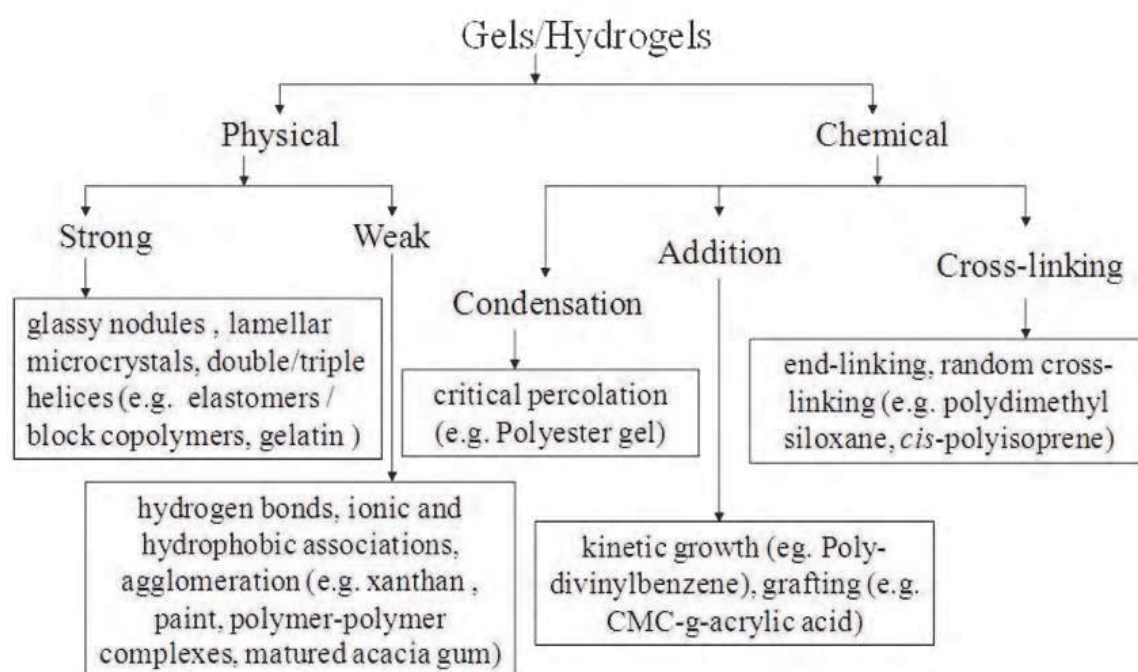 Gels/Hydrogels
Physical
Chemical
Strong
Weak
Condensation
Addition
Cross-linking
glassy nodules , lamellar
microcrystals, double/triple
helices (e.g. elastomers /
block copolymers, gelatin )
hydrogen bonds, ionic and
hydrophobic associations,
agglomeration (e.g. xanthan ,
paint, polymer-polymer
complexes, matured acacia gum)
critical percolation
(e.g. Polyester gel)
kinetic growth (eg. Poly-
divinylbenzene), grafting (e.g.
CMC-g-acrylic acid)
end-linking, random cross-
linking (e.g. polydimethyl
siloxane, cis-polyisoprene)